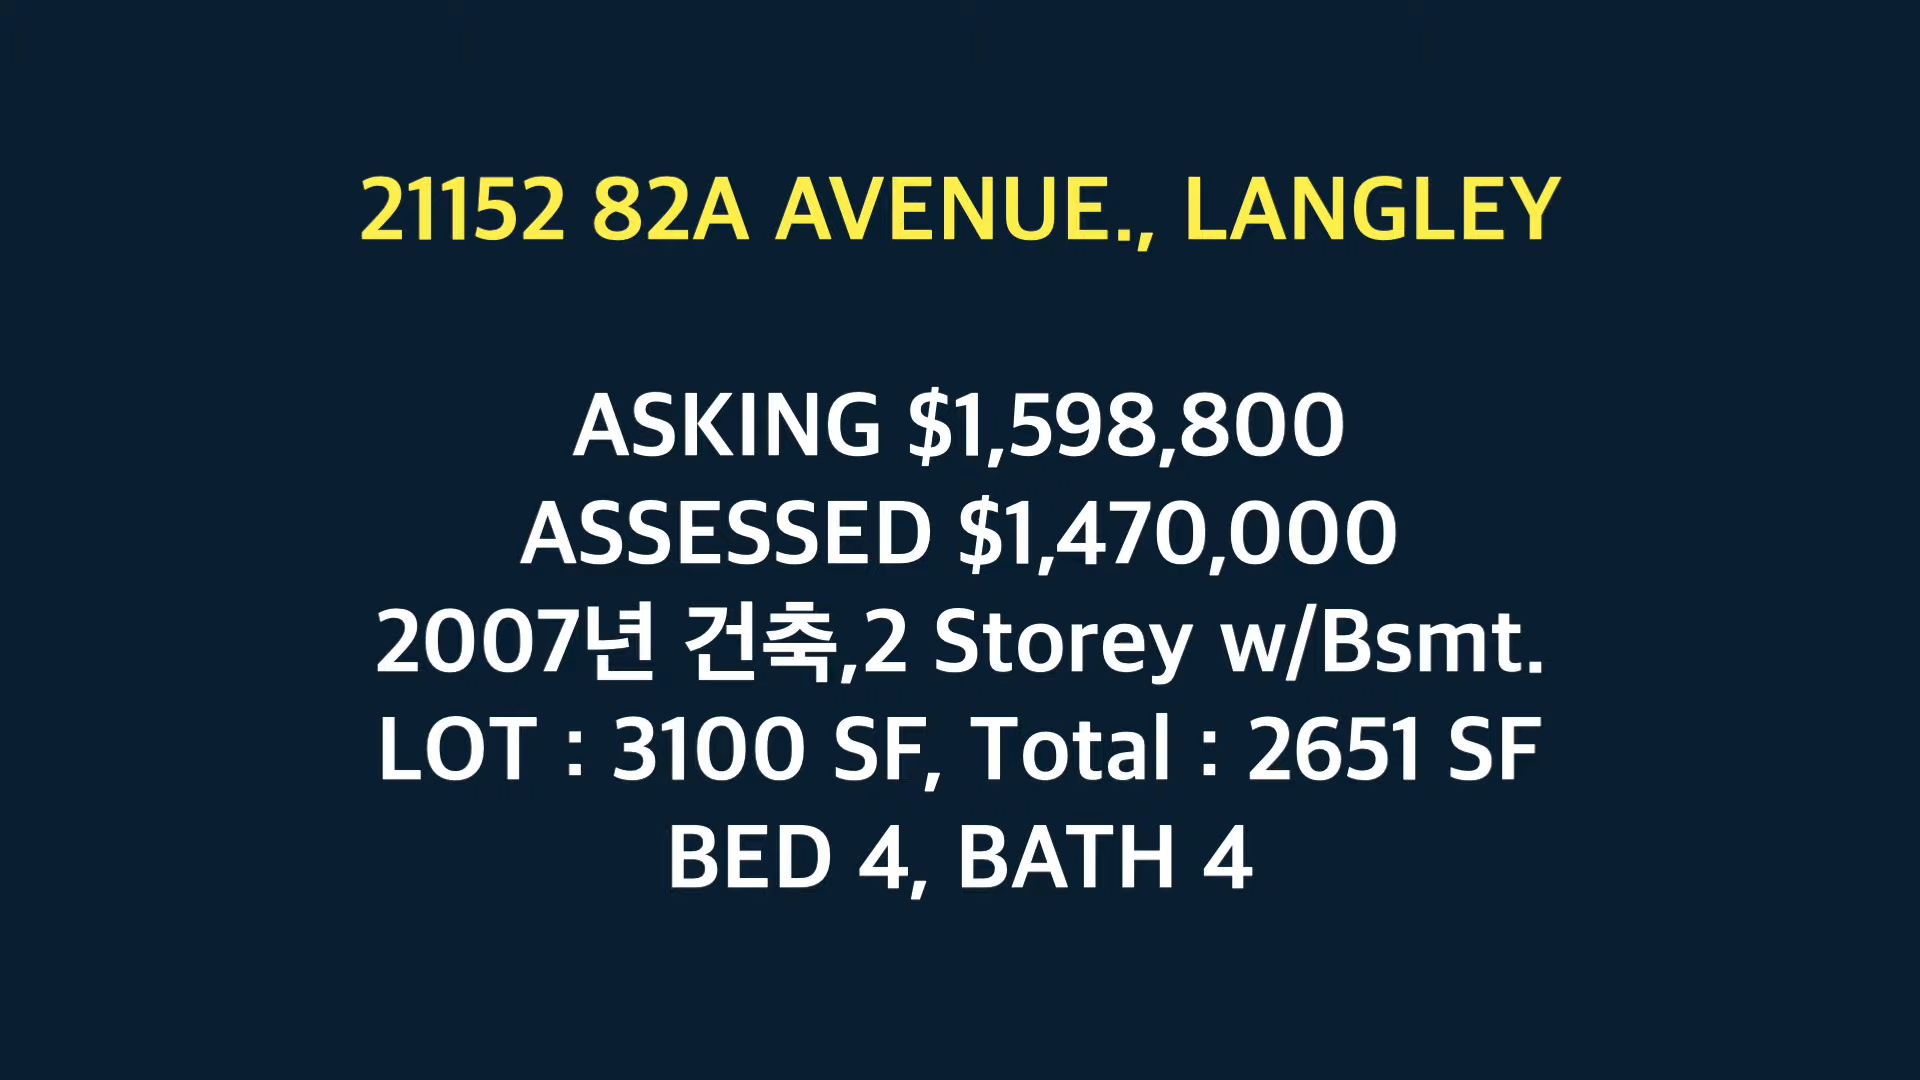 21152 82A AVENUE., LANGLEY
ASKING $1,598,800
ASSESSED $1,470,000
2007년 건축,2 Storey w/Bsmt.
LOT : 3100 SF, Total : 2651 SF
BED 4, BATH 4